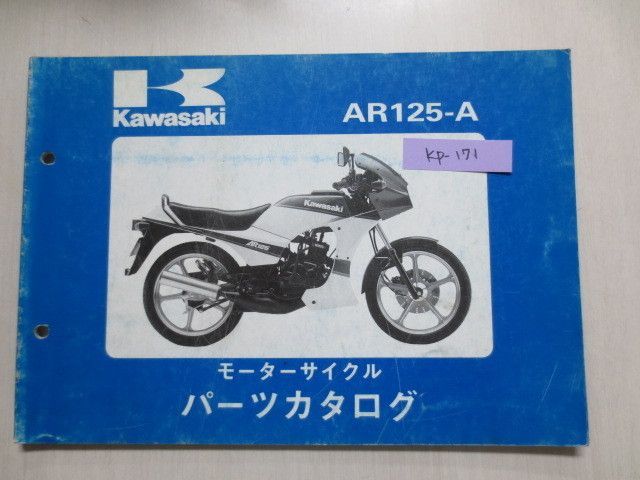 Kawasaki
AR125-A
KP-171
Kawasaki
AR125
モーターサイクル
パーツカタログ